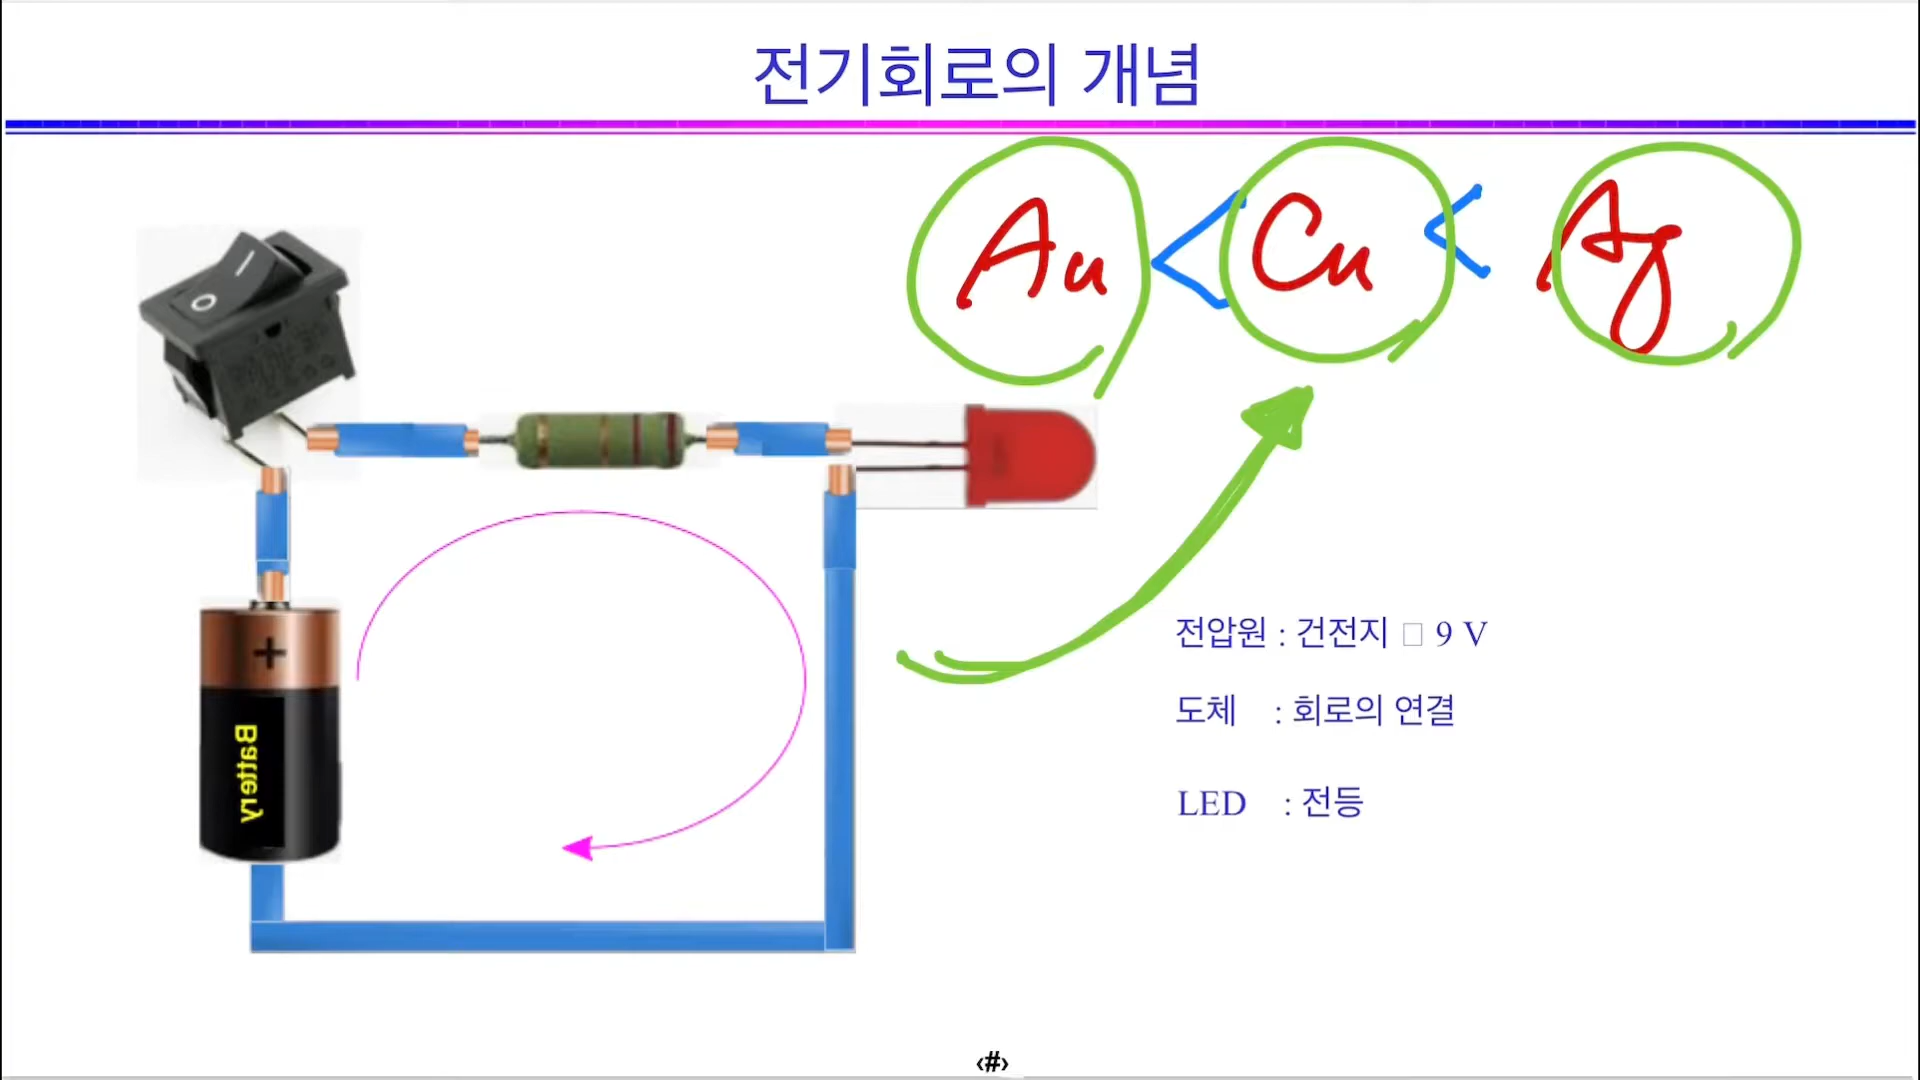 전기회로의 개념
Au < Cu < Ag
전압원 : 건전지 □ 9 V
도체 : 회로의 연결
LED : 전등
+
Battery
‹#›